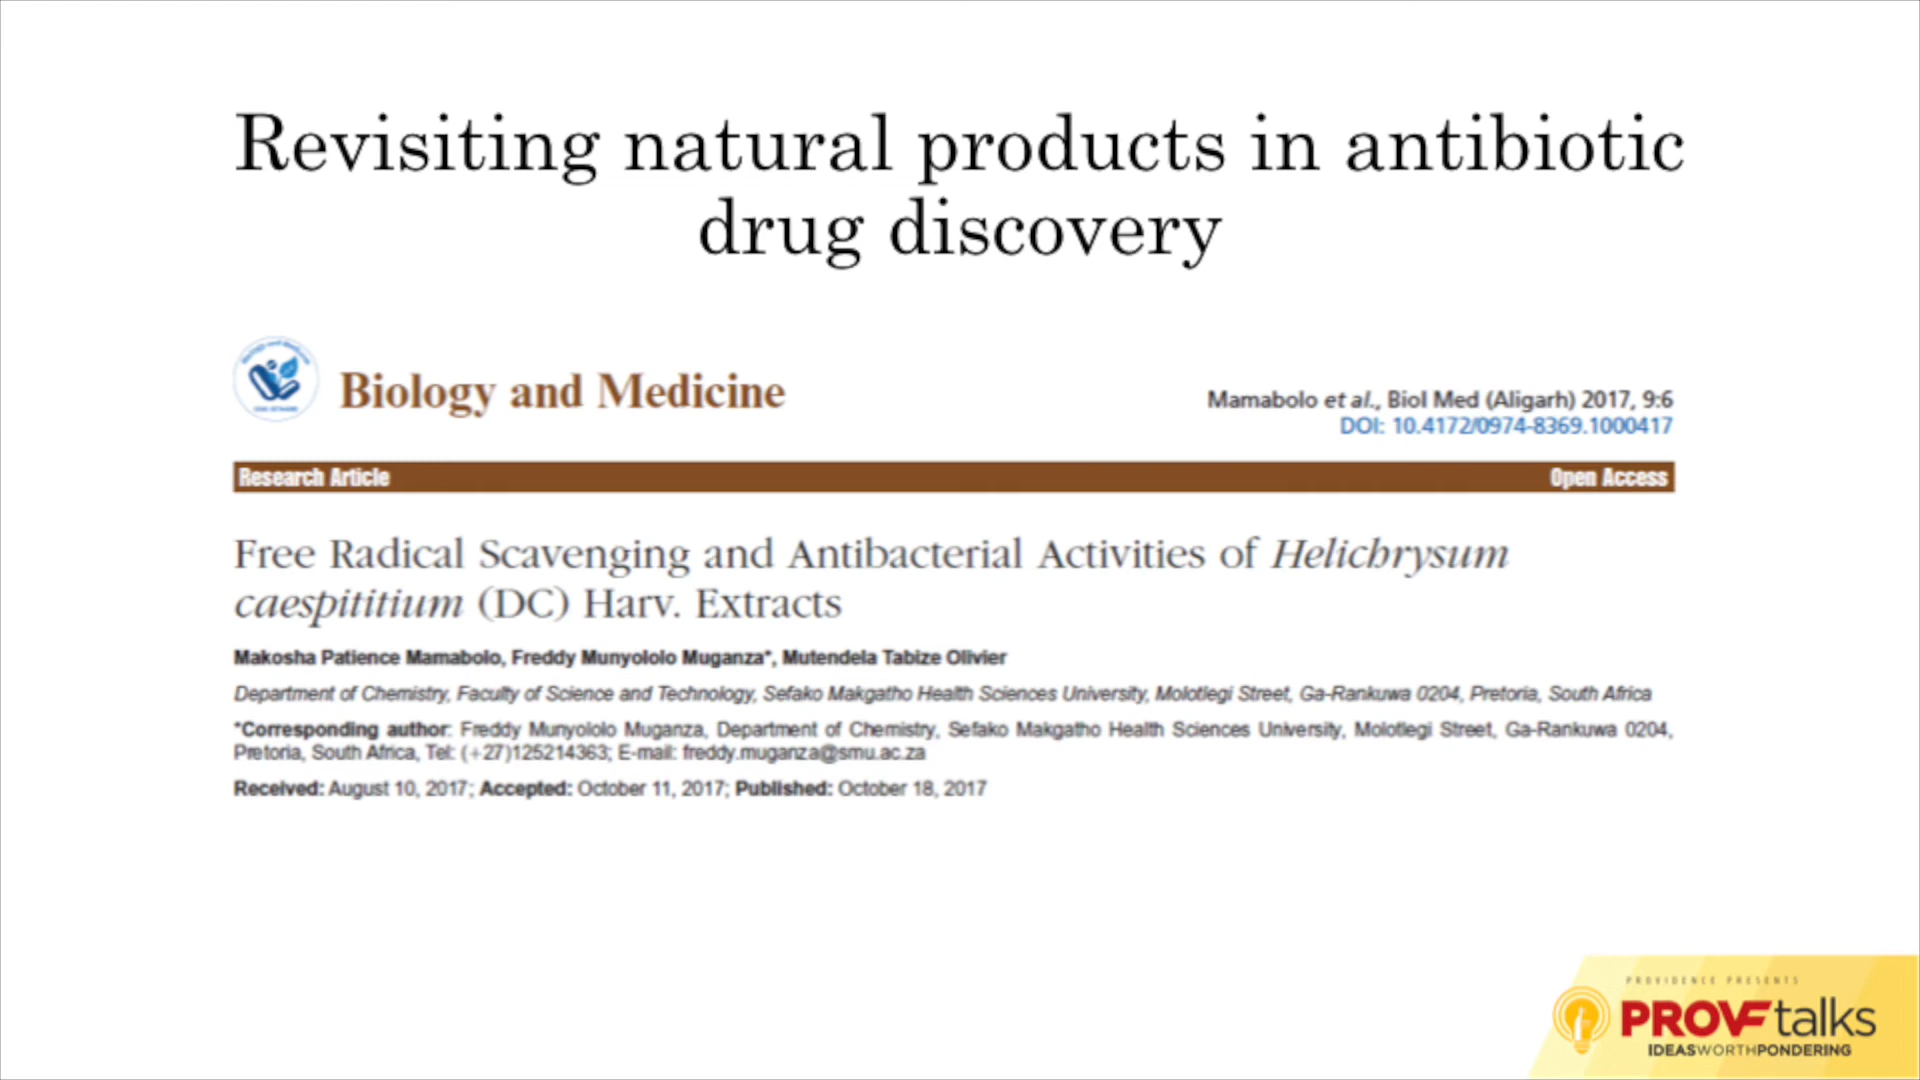 Revisiting natural products in antibiotic
drug discovery
Biology and Medicine
Mamabolo et al., Biol Med (Aligarh) 2017, 9:6
DOI: 10.4172/0974-8369.1000417
Research Article
Open Access
Free Radical Scavenging and Antibacterial Activities of Helichrysum
caespititium (DC) Harv. Extracts
Makosha Patience Mamabolo, Freddy Munyololo Muganza*, Mutendela Tabize Olivier
Department of Chemistry, Faculty of Science and Technology, Sefako Makgatho Health Sciences University, Molotlegi Street, Ga-Rankuwa 0204, Pretoria, South Africa
*Corresponding author: Freddy Munyololo Muganza, Department of Chemistry, Sefako Makgatho Health Sciences University, Molotlegi Street, Ga-Rankuwa 0204,
Pretoria, South Africa, Tel: (+27)125214363; E-mail: freddy.muganza@smu.ac.za
Received: August 10, 2017; Accepted: October 11, 2017; Published: October 18, 2017
PROVIDENCE PRESENTS
PROVF talks
IDEASWORTHPONDERING